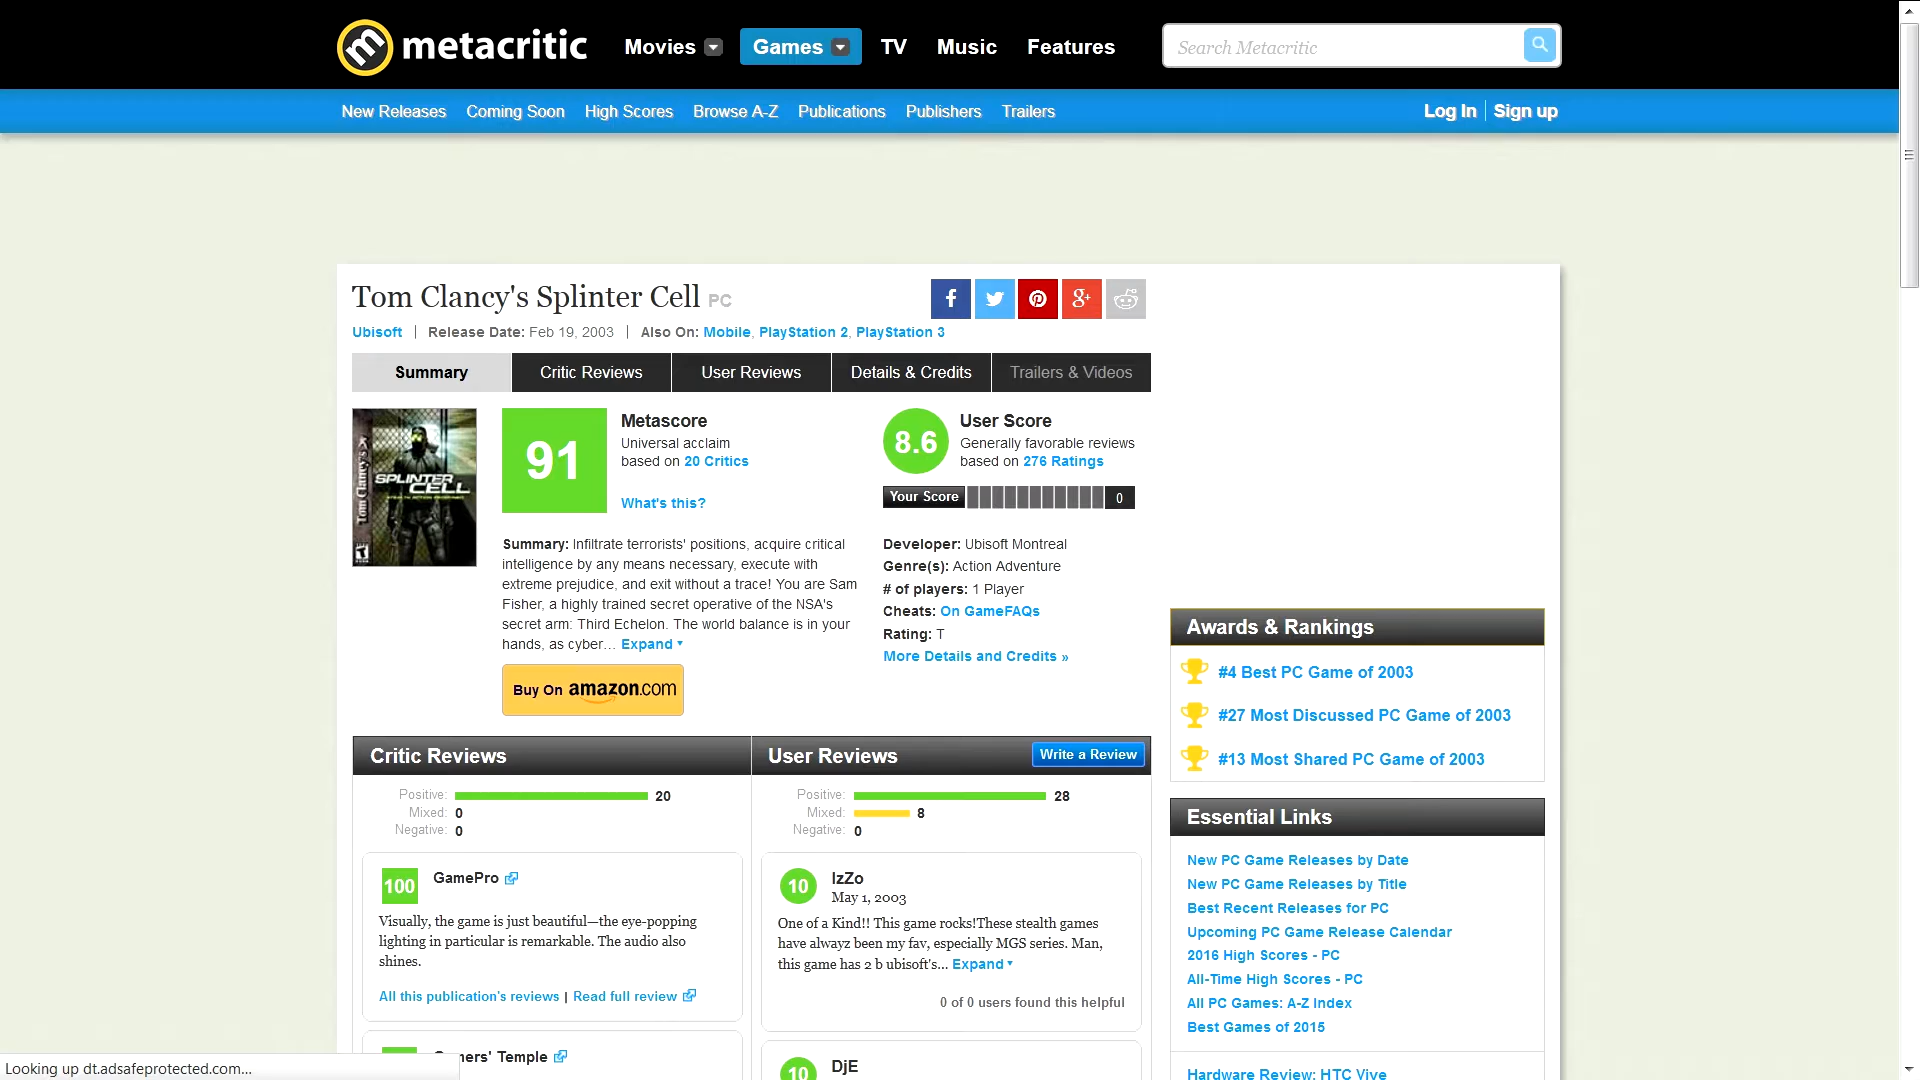 metacritic
Movies
Games
TV
Music
Features
Search Metacritic
New Releases
Coming Soon
High Scores
Browse A-Z
Publications
Publishers
Trailers
Log In
Sign up
Tom Clancy's Splinter Cell PC
Ubisoft | Release Date: Feb 19, 2003 | Also On: Mobile, PlayStation 2, PlayStation 3
Summary
Critic Reviews
User Reviews
Details & Credits
Trailers & Videos
Tom Clancy's
SPLINTER
CELL
91
Metascore
Universal acclaim
based on 20 Critics
What's this?
8.6
User Score
Generally favorable reviews
based on 276 Ratings
Your Score
0
Summary: Infiltrate terrorists' positions, acquire critical
intelligence by any means necessary, execute with
extreme prejudice, and exit without a trace! You are Sam
Fisher, a highly trained secret operative of the NSA's
secret arm: Third Echelon. The world balance is in your
hands, as cyber… Expand
Buy On amazon.com
Developer: Ubisoft Montreal
Genre(s): Action Adventure
# of players: 1 Player
Cheats: On GameFAQs
Rating: T
More Details and Credits »
Critic Reviews
Positive: 20
Mixed: 0
Negative: 0
100
GamePro
Visually, the game is just beautiful—the eye-popping
lighting in particular is remarkable. The audio also
shines.
All this publication's reviews | Read full review
Temple
User Reviews
Write a Review
Positive: 28
Mixed: 8
Negative: 0
10
IzZo
May 1, 2003
One of a Kind!! This game rocks!These stealth games
have alwayz been my fav, especially MGS series. Man,
this game has 2 b ubisoft's… Expand
0 of 0 users found this helpful
10
DjE
Awards & Rankings
#4 Best PC Game of 2003
#27 Most Discussed PC Game of 2003
#13 Most Shared PC Game of 2003
Essential Links
New PC Game Releases by Date
New PC Game Releases by Title
Best Recent Releases for PC
Upcoming PC Game Release Calendar
2016 High Scores - PC
All-Time High Scores - PC
All PC Games: A-Z Index
Best Games of 2015
Hardware Review: HTC Vive
Looking up dt.adsafeprotected.com...